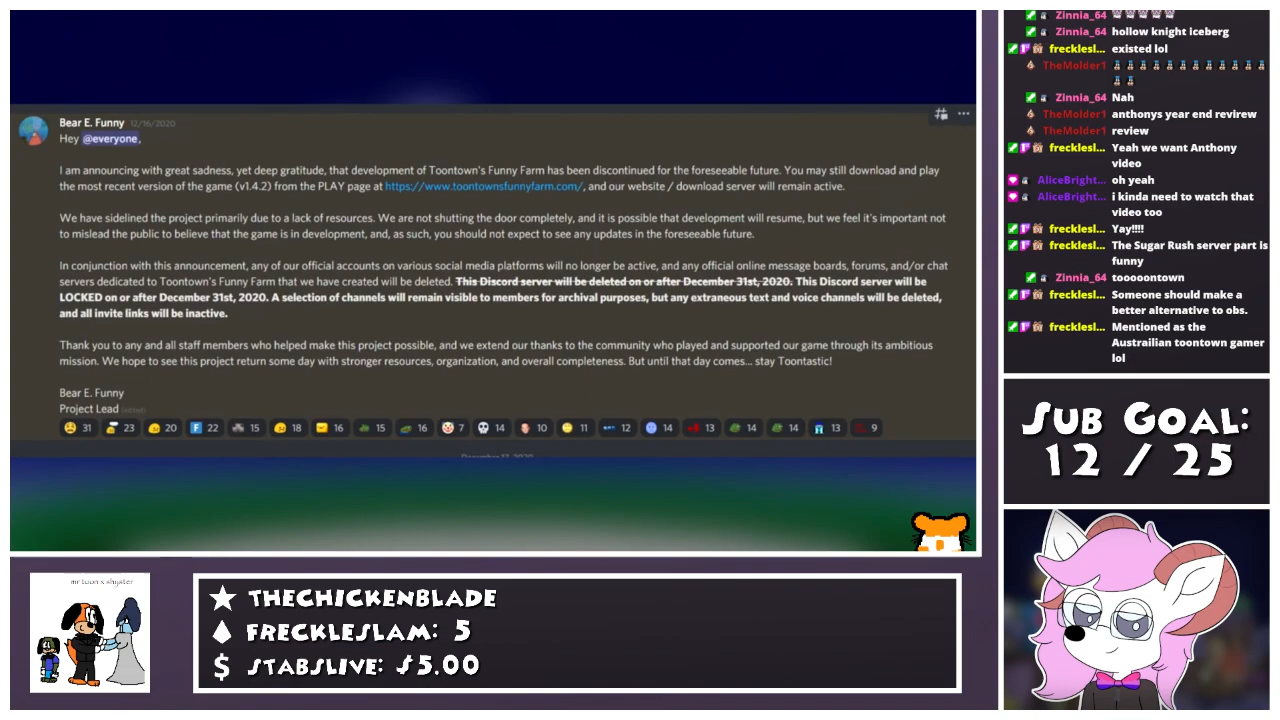 Bear E. Funny 12/16/2020
Hey @everyone,
I am announcing with great sadness, yet deep gratitude, that development of Toontown's Funny Farm has been discontinued for the foreseeable future. You may still download and play
the most recent version of the game (v1.4.2) from the PLAY page at https://www.toontownsfunnyfarm.com/, and our website / download server will remain active.
We have sidelined the project primarily due to a lack of resources. We are not shutting the door completely, and it is possible that development will resume, but we feel it's important not
to mislead the public to believe that the game is in development, and, as such, you should not expect to see any updates in the foreseeable future.
In conjunction with this announcement, any of our official accounts on various social media platforms will no longer be active, and any official online message boards, forums, and/or chat
servers dedicated to Toontown's Funny Farm that we have created will be deleted. This Discord server will be deleted on or after December 31st, 2020. This Discord server will be
LOCKED on or after December 31st, 2020. A selection of channels will remain visible to members for archival purposes, but any extraneous text and voice channels will be deleted,
and all invite links will be inactive.
Thank you to any and all staff members who helped make this project possible, and we extend our thanks to the community who played and supported our game through its ambitious
mission. We hope to see this project return some day with stronger resources, organization, and overall completeness. But until that day comes... stay Toontastic!
Bear E. Funny
Project Lead (edited)
31 23 20 22 15 18 16 15 16 7 14 10 11 12 14 13 14 14 13 9
December 17, 2020
Zinnia_64
Zinnia_64 hollow knight iceberg
frecklesl... existed lol
TheMolder1
Zinnia_64 Nah
TheMolder1 anthonys year end revirew
TheMolder1 review
frecklesl... Yeah we want Anthony
video
AliceBright... oh yeah
AliceBright... i kinda need to watch that
video too
frecklesl... Yay!!!!
frecklesl... The Sugar Rush server part is
funny
Zinnia_64 tooooontown
frecklesl... Someone should make a
better alternative to obs.
frecklesl... Mentioned as the
Austrailian toontown gamer
lol
Sub Goal:
12 / 25
mr toon x shyster
THECHICKENBLADE
FRECKLESLAM: 5
STABSLIVE: $5.00